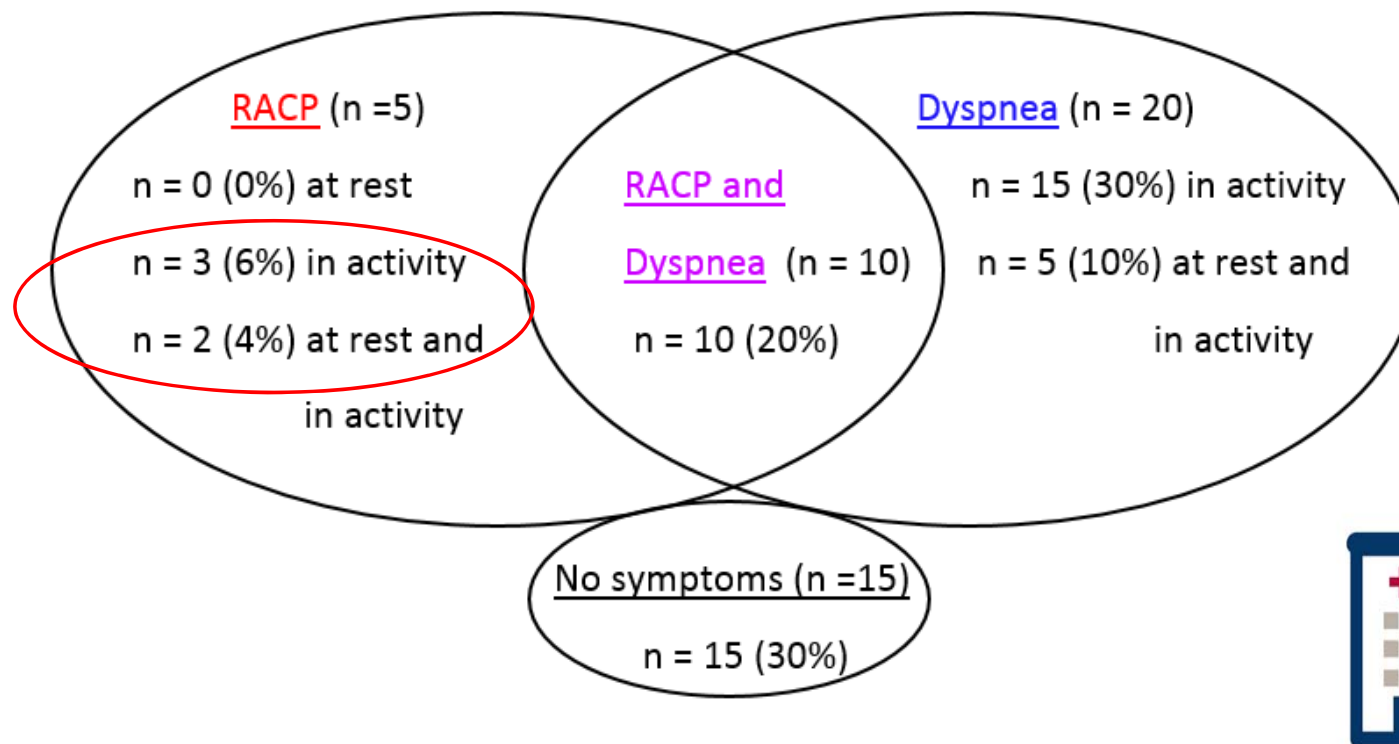 RACP (n =5)
n = 0 (0%) at rest
n = 3 (6%) in activity
n = 2 (4%) at rest and
in activity
RACP and
Dyspnea (n = 10)
n = 10 (20%)
Dyspnea (n = 20)
n = 15 (30%) in activity
n = 5 (10%) at rest and
in activity
No symptoms (n =15)
n = 15 (30%)